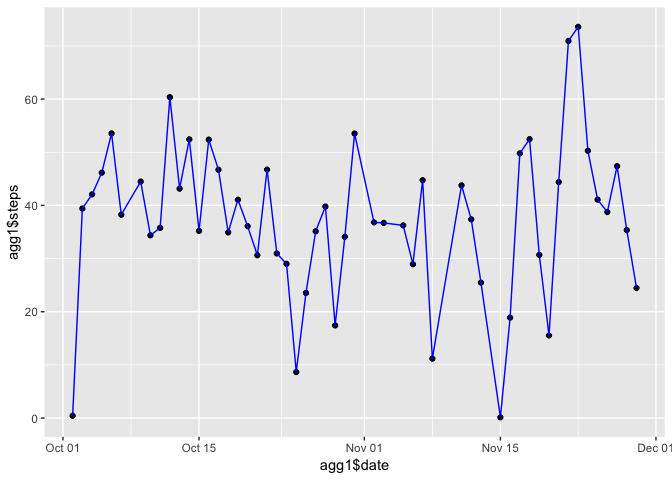 60
40
20
0
agg1$steps
Oct 01
Oct 15
Nov 01
Nov 15
Dec 01
agg1$date